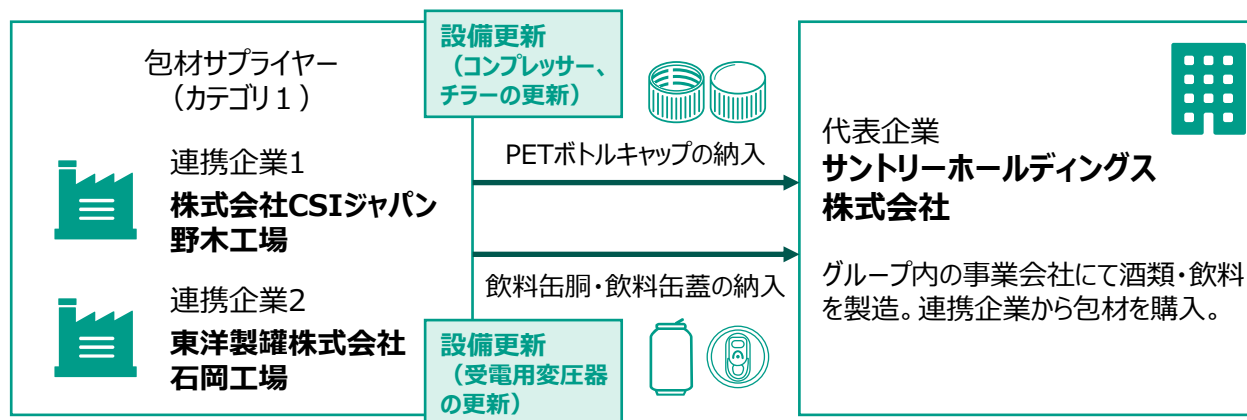 包材サプライヤー
（カテゴリ１）
連携企業1
株式会社CSIジャパン
野木工場
連携企業2
東洋製罐株式会社
石岡工場
設備更新
（コンプレッサー、
チラーの更新）
PETボトルキャップの納入
飲料缶胴・飲料缶蓋の納入
設備更新
（受電用変圧器
の更新）
代表企業
サントリーホールディングス
株式会社
グループ内の事業会社にて酒類・飲料
を製造。連携企業から包材を購入。